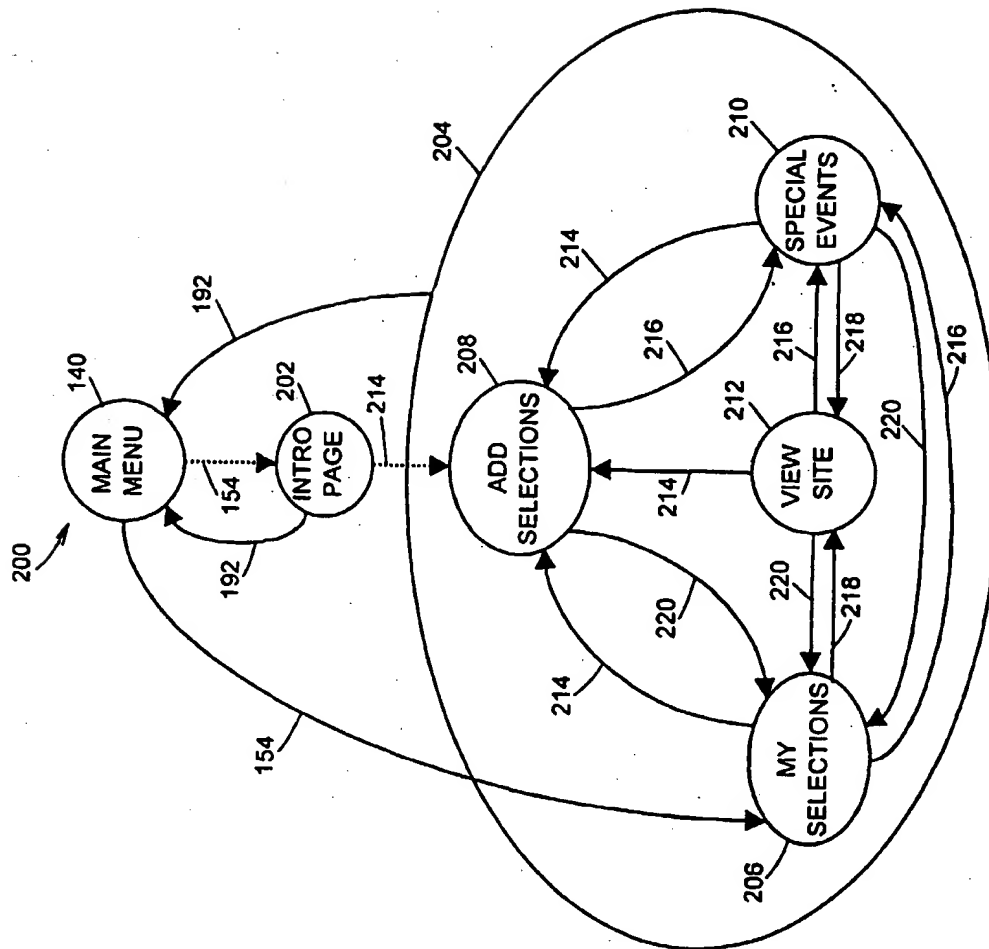 200
MAIN
MENU
140
192
154
192
INTRO
PAGE
202
214
154
204
ADD
SELECTIONS
208
214
220
214
216
214
MY
SELECTIONS
206
220
218
VIEW
SITE
212
216
218
SPECIAL
EVENTS
210
220
216